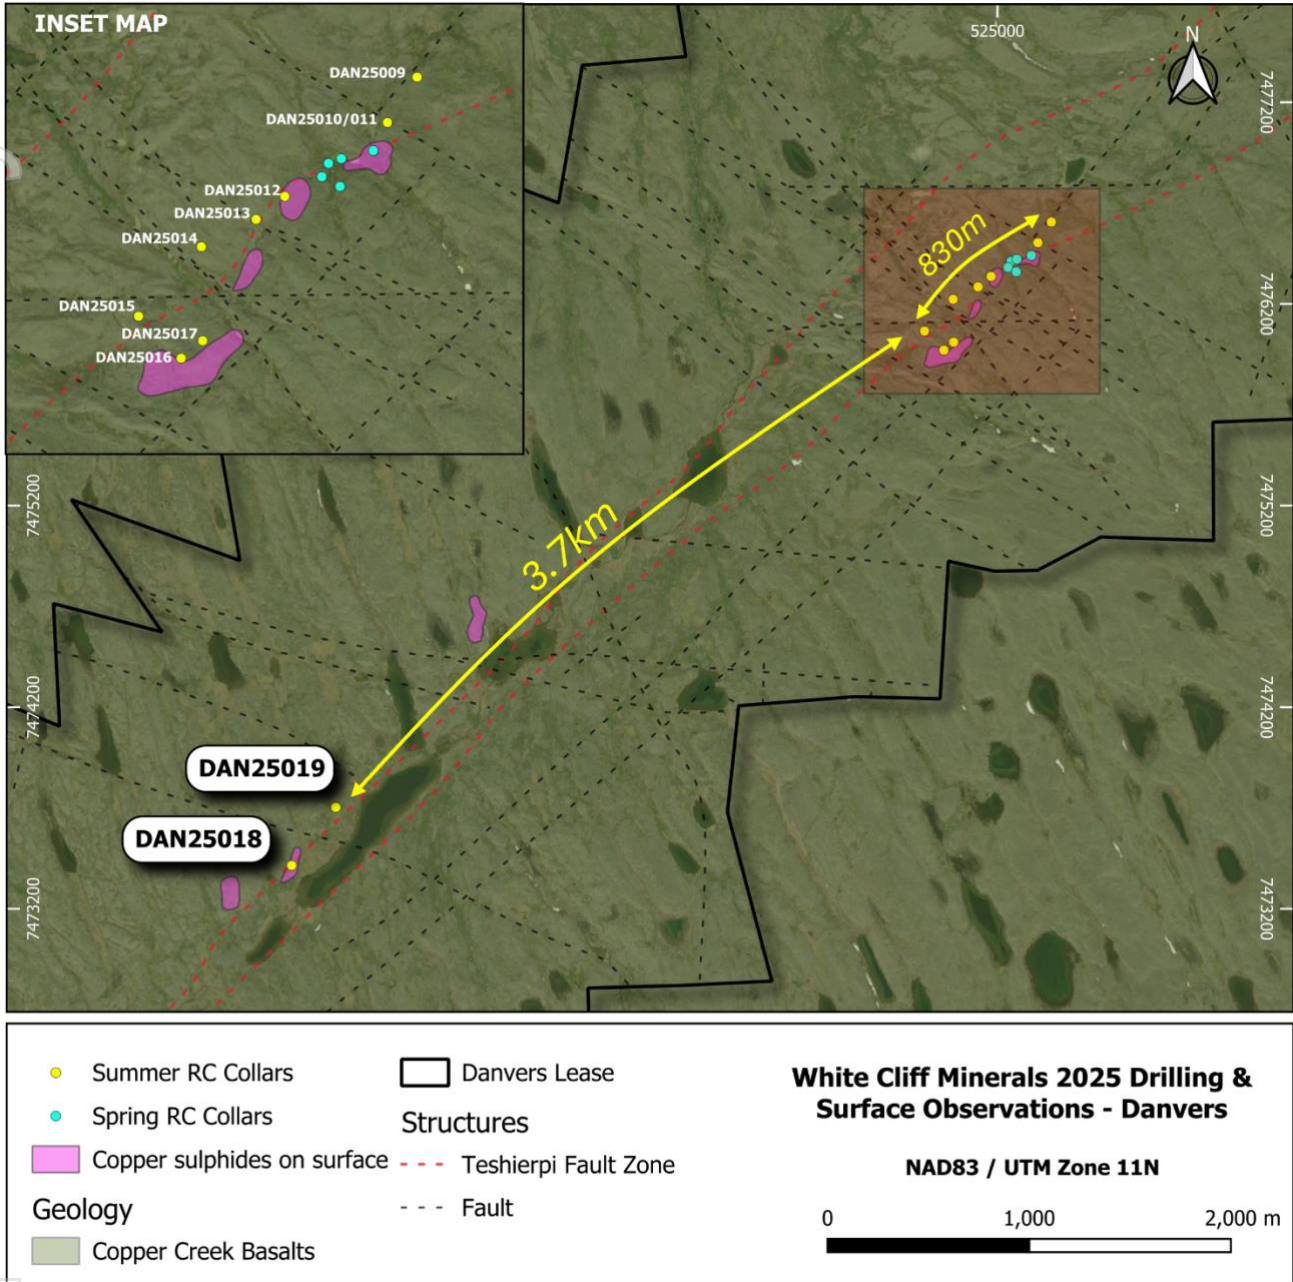 INSET MAP
525000
N
DAN25009
DAN25010/011
7477200
DAN25012
DAN25013
DAN25014
830m
DAN25015
DAN25017
DAN25016
7476200
7475200
7475200
3.7km
7474200
7474200
DAN25019
DAN25018
7473200
7473200
Summer RC Collars
Spring RC Collars
Copper sulphides on surface
Geology
Copper Creek Basalts
Danvers Lease
Structures
Teshierpi Fault Zone
Fault
White Cliff Minerals 2025 Drilling &
Surface Observations - Danvers
NAD83 / UTM Zone 11N
0 1,000 2,000 m